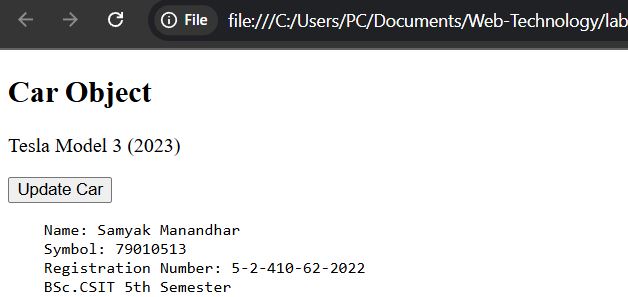 File file:///C:/Users/PC/Documents/Web-Technology/lab
Car Object
Tesla Model 3 (2023)
Update Car
Name: Samyak Manandhar
Symbol: 79010513
Registration Number: 5-2-410-62-2022
BSc.CSIT 5th Semester